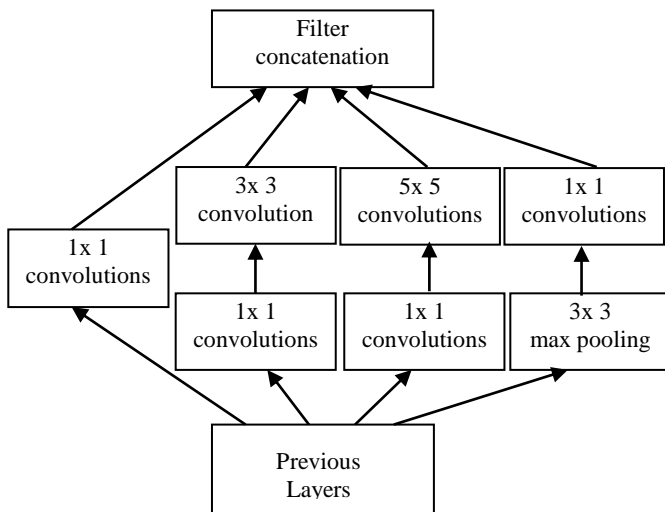 Filter
concatenation
3x 3
convolution
5x 5
convolutions
1x 1
convolutions
1x 1
convolutions
1x 1
convolutions
1x 1
convolutions
3x 3
max pooling
Previous
Layers